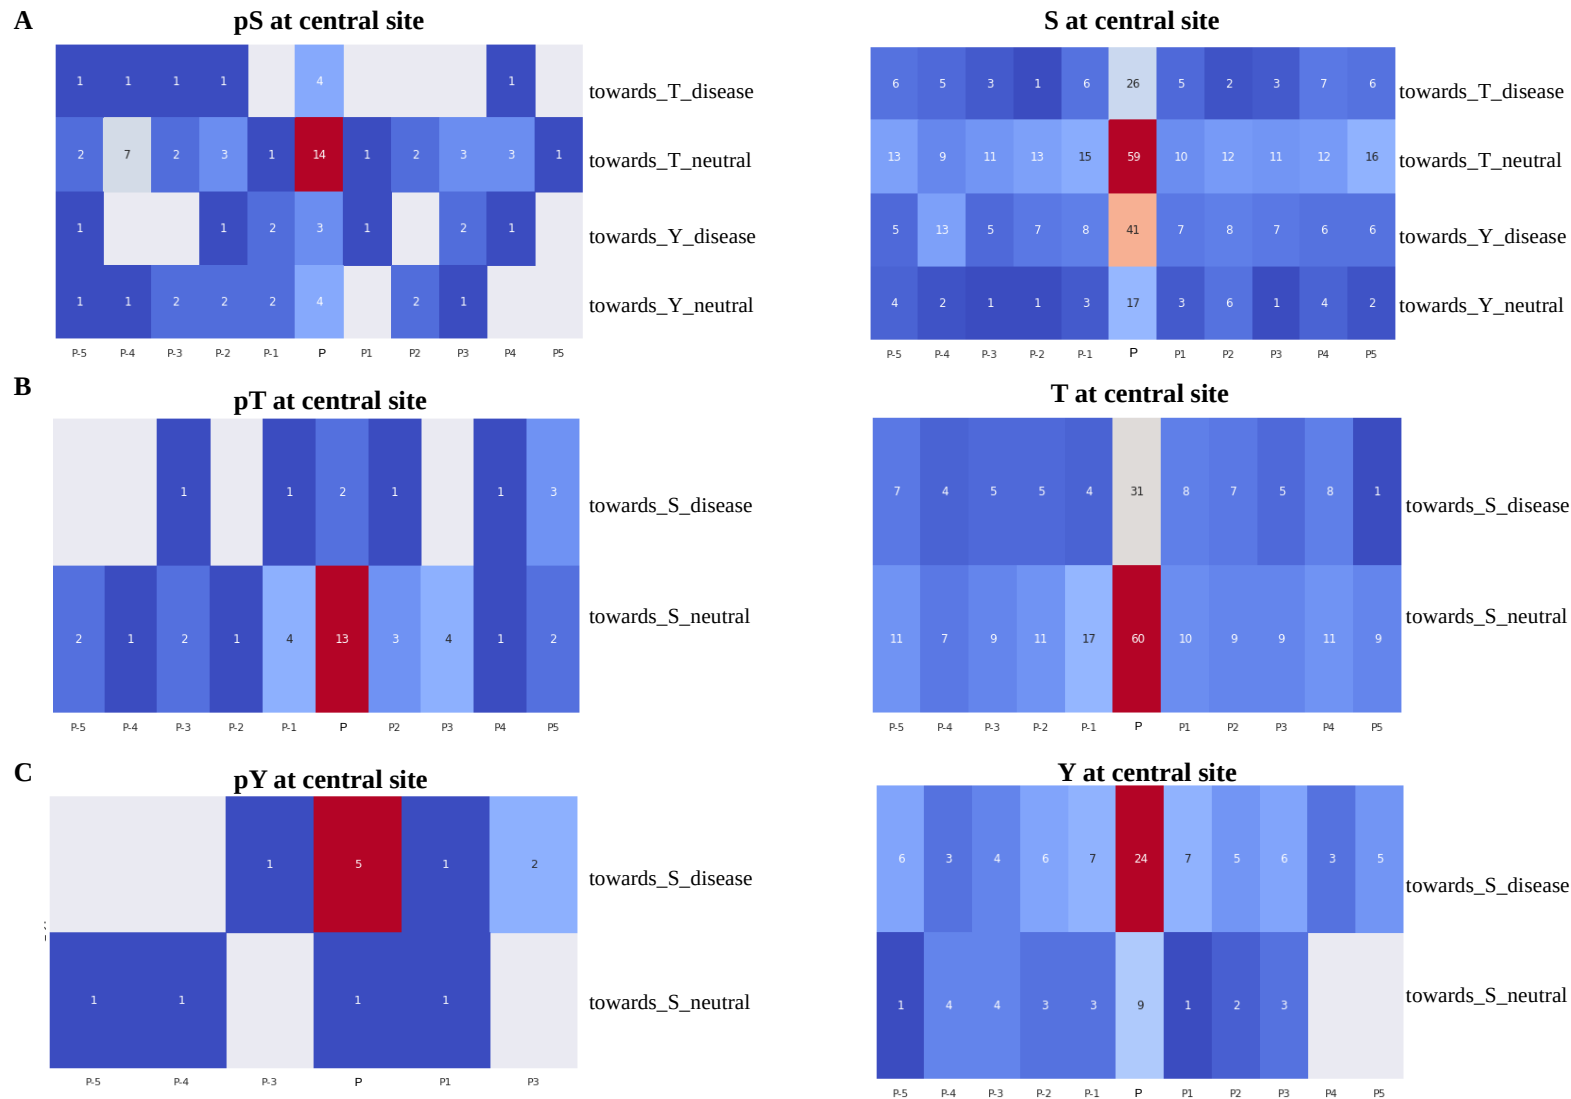 A
pS at central site
S at central site
1 1 1 1 4 1 towards_T_disease
6 5 3 1 6 26 5 2 3 7 6 towards_T_disease
2 7 2 3 1 14 1 2 3 3 1 towards_T_neutral
13 9 11 13 15 59 10 12 11 12 16 towards_T_neutral
1 1 2 3 1 2 1 towards_Y_disease
5 13 5 7 8 41 7 8 7 6 6 towards_Y_disease
1 1 2 2 2 4 2 1 towards_Y_neutral
4 2 1 1 3 17 3 6 1 4 2 towards_Y_neutral
P-5 P-4 P-3 P-2 P-1 P P1 P2 P3 P4 P5
P-5 P-4 P-3 P-2 P-1 P P1 P2 P3 P4 P5
B
pT at central site
T at central site
1 1 2 1 1 3 towards_S_disease
7 4 5 5 4 31 8 7 5 8 1 towards_S_disease
2 1 2 1 4 13 3 4 1 2 towards_S_neutral
11 7 9 11 17 60 10 9 9 11 9 towards_S_neutral
P-5 P-4 P-3 P-2 P-1 P P2 P3 P4 P5
P-5 P-4 P-3 P-2 P-1 P P1 P2 P3 P4 P5
C
pY at central site
Y at central site
1 5 1 2 towards_S_disease
6 3 4 6 7 24 7 5 6 3 5 towards_S_disease
1 1 1 1 towards_S_neutral
1 4 4 3 3 9 1 2 3 towards_S_neutral
P-5 P-4 P-3 P P1 P3
P-5 P-4 P-3 P-2 P-1 P P1 P2 P3 P4 P5